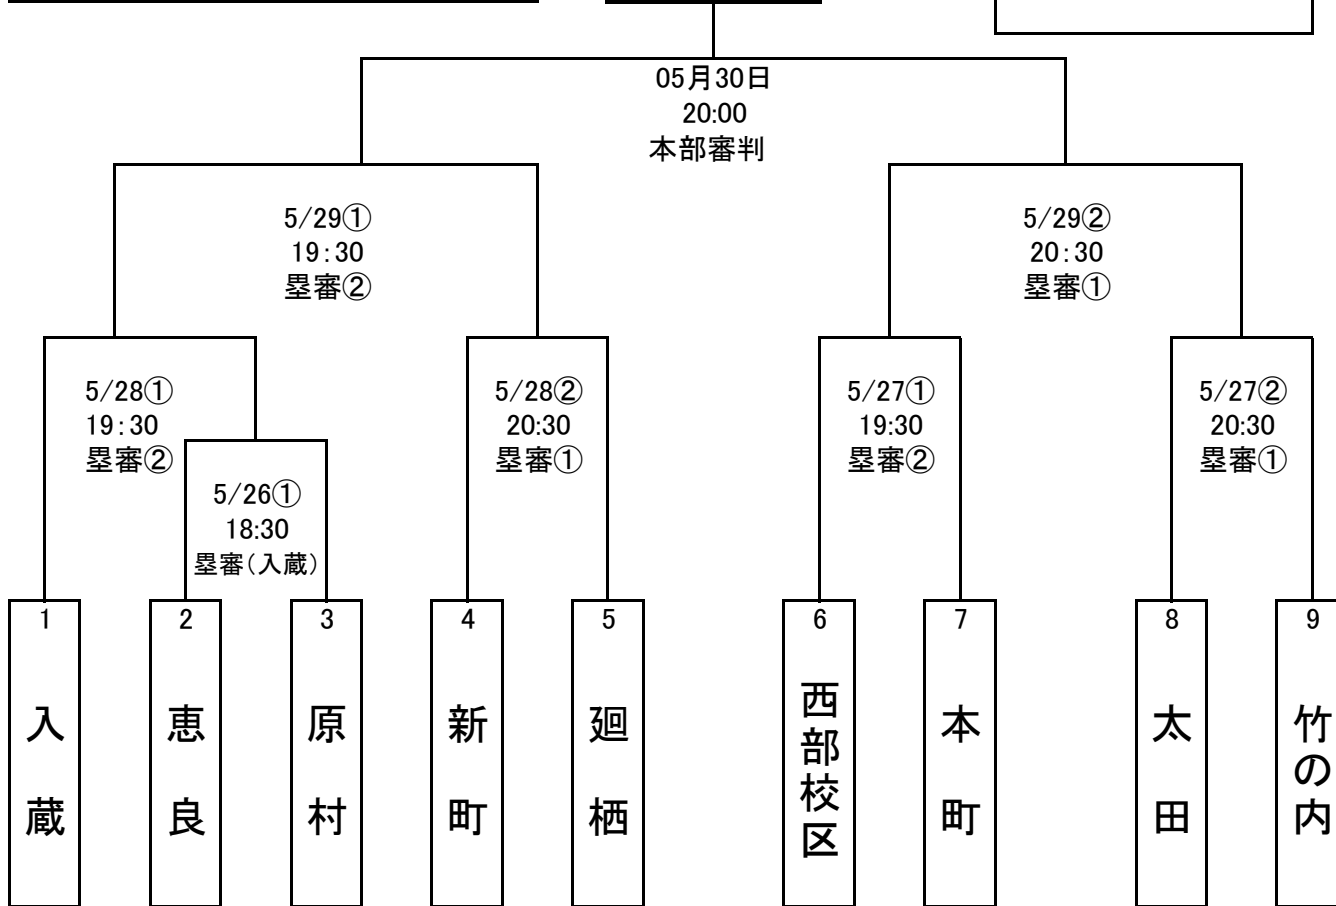 05月30日
20:00
本部審判
5/29①
19:30
塁審②
5/29②
20:30
塁審①
5/28①
19:30
塁審②
5/28②
20:30
塁審①
5/27①
19:30
塁審②
5/27②
20:30
塁審①
5/26①
18:30
塁審(入蔵)
1
入蔵
2
恵良
3
原村
4
新町
5
廻栖
6
西部校区
7
本町
8
太田
9
竹の内